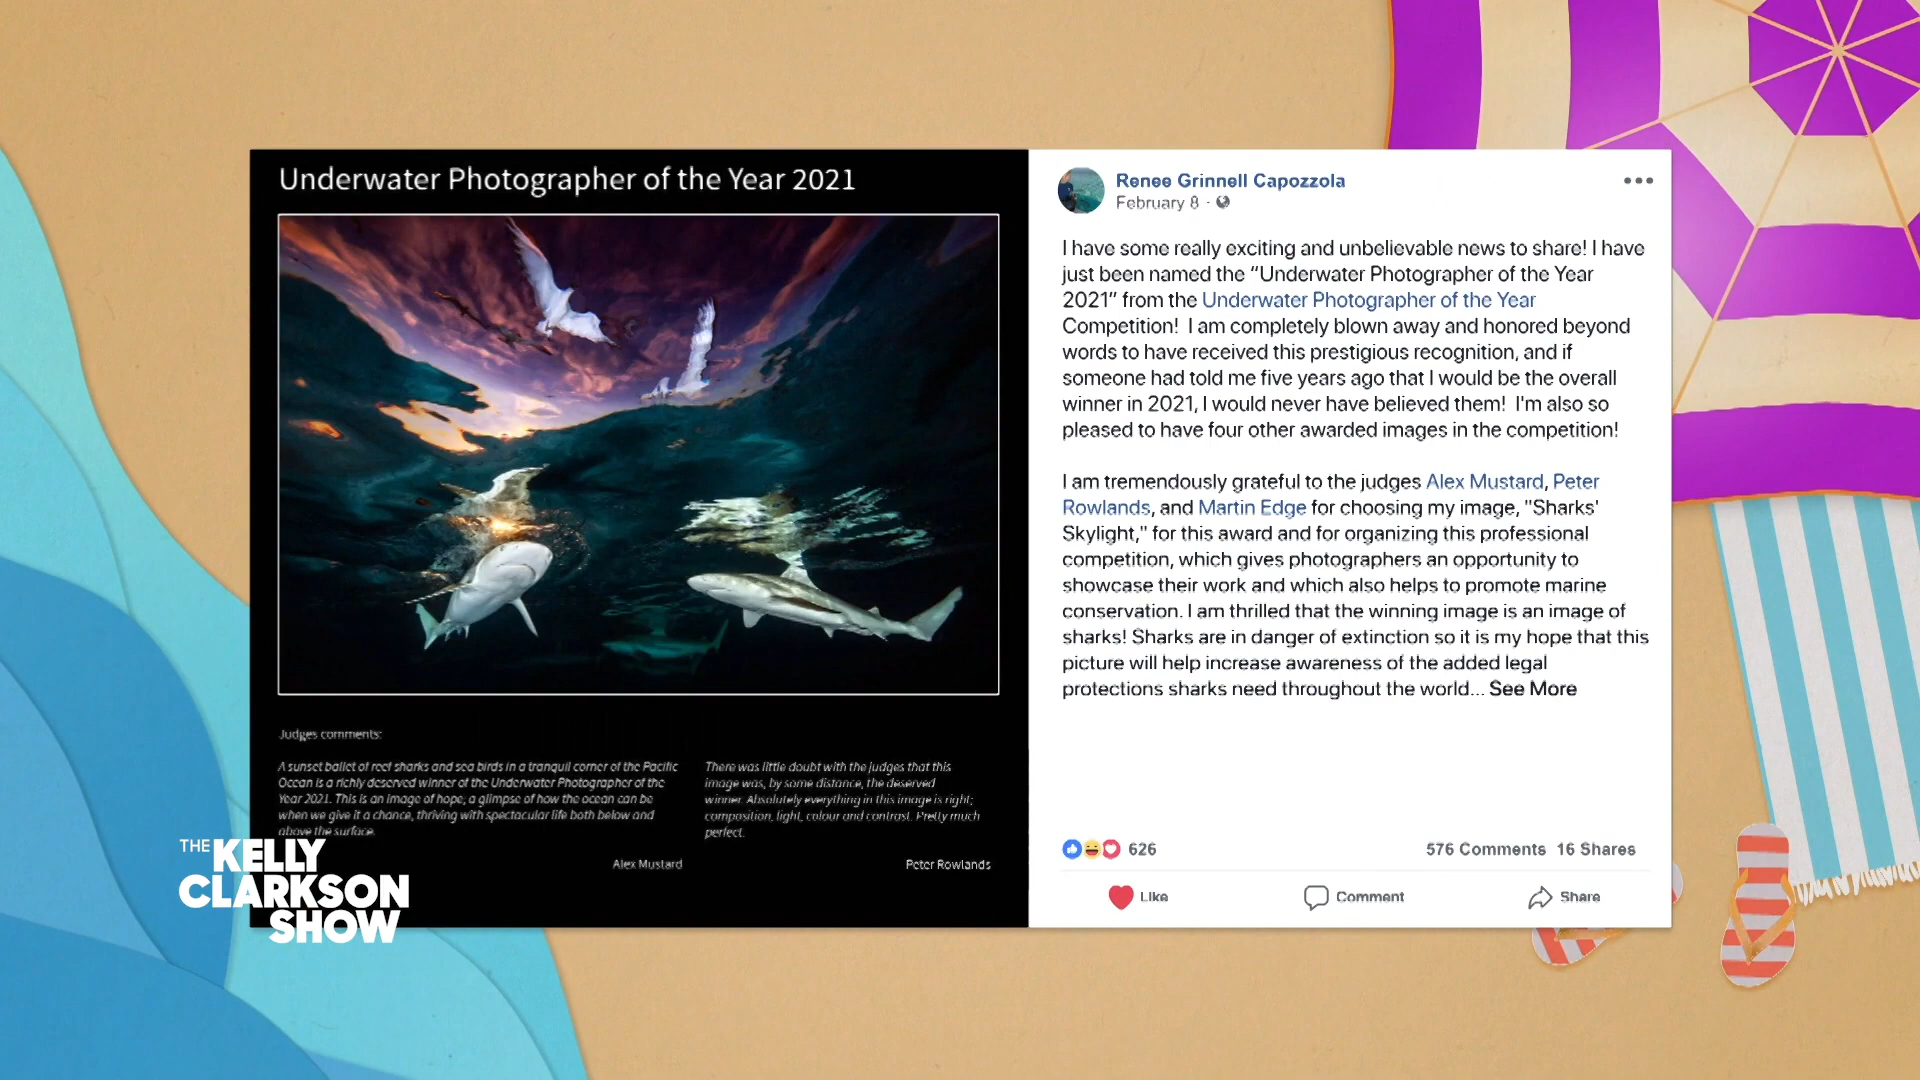 Underwater Photographer of the Year 2021
Judges comments:
A sunset ballet of reef sharks and sea birds in a tranquil corner of the Pacific
Ocean is a richly deserved winner of the Underwater Photographer of the
Year 2021. This is an image of hope, a glimpse of how the ocean can be
when we give it a chance, thriving with spectacular life both below and
above the surface.
Alex Mustard
There was little doubt with the judges that this
image was, by some distance, the deserved
winner. Absolutely everything in this image is right;
composition, light, colour and contrast. Pretty much
perfect.
Peter Rowlands
Renee Grinnell Capozzola
February 8 ·
I have some really exciting and unbelievable news to share! I have
just been named the “Underwater Photographer of the Year
2021” from the Underwater Photographer of the Year
Competition! I am completely blown away and honored beyond
words to have received this prestigious recognition, and if
someone had told me five years ago that I would be the overall
winner in 2021, I would never have believed them! I'm also so
pleased to have four other awarded images in the competition!
I am tremendously grateful to the judges Alex Mustard, Peter
Rowlands, and Martin Edge for choosing my image, "Sharks'
Skylight," for this award and for organizing this professional
competition, which gives photographers an opportunity to
showcase their work and which also helps to promote marine
conservation. I am thrilled that the winning image is an image of
sharks! Sharks are in danger of extinction so it is my hope that this
picture will help increase awareness of the added legal
protections sharks need throughout the world... See More
626
576 Comments 16 Shares
Like Comment Share
THE KELLY
CLARKSON
SHOW